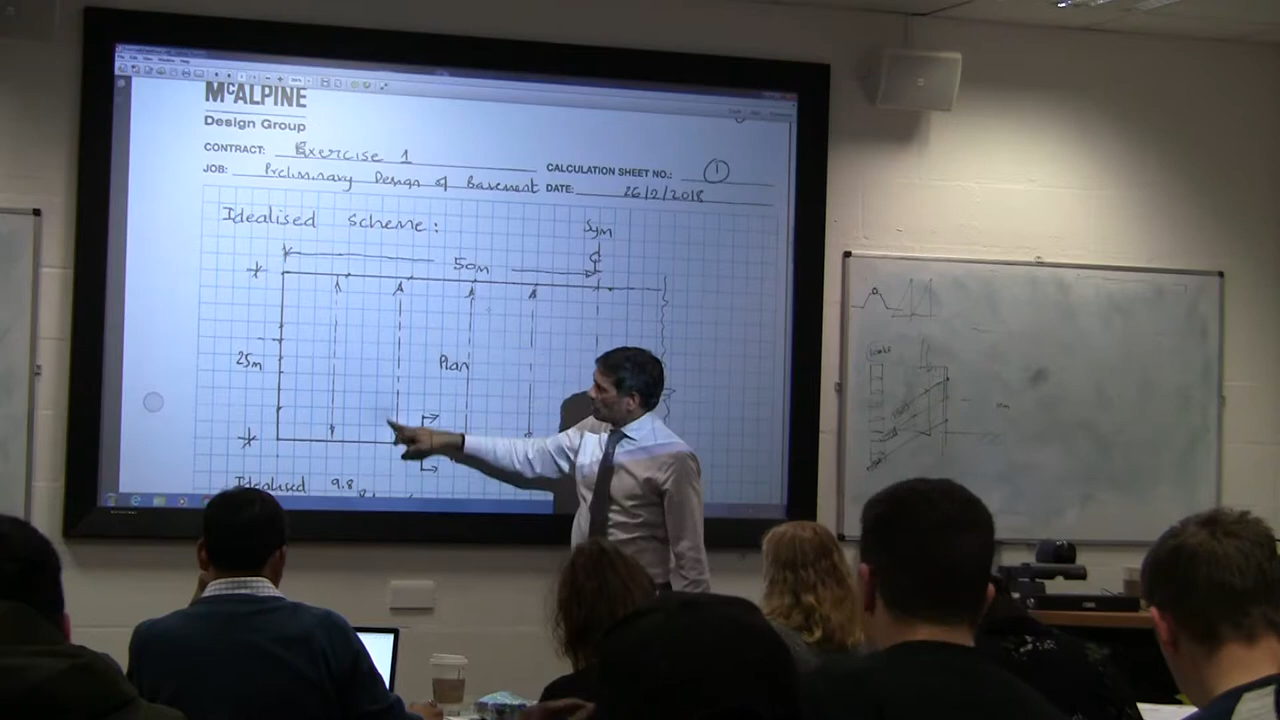 McALPINE
Design Group
CONTRACT: Exercise 1
CALCULATION SHEET NO.: 1
JOB: Preliminary Design of Basement DATE: 26/2/2018
Idealised scheme:
Sym
50m
25m
Plan
Idealised 9.8